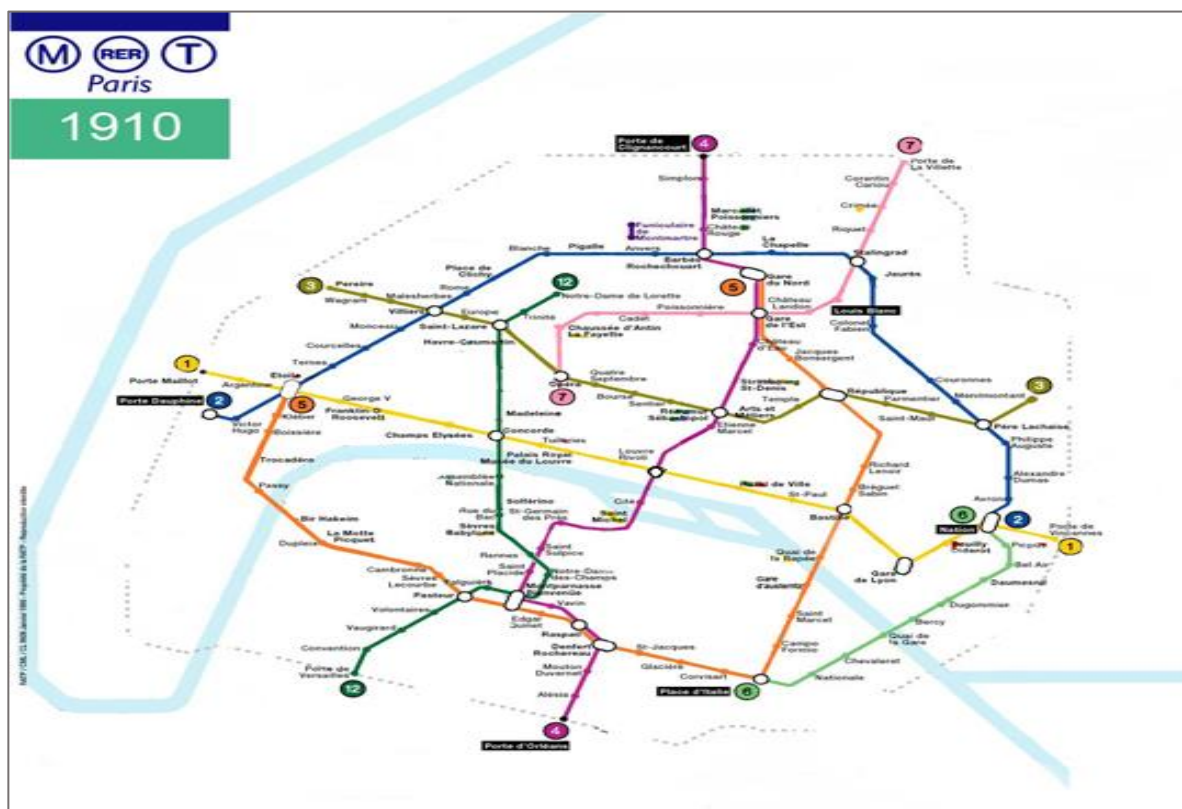 M RER T
Paris
1910
Porte de
Clignancourt
4
7
Porte de
La Villette
Simplon
Corentin
Cariou
Crimée
Marcadet
Poissonniers
Funiculaire
de
Montmartre
Château
Rouge
Riquet
La
Chapelle
Blanche
Pigalle
Anvers
Barbès
Rochechouart
Stalingrad
Place de
Clichy
Gare
du Nord
Jaurès
3
Pereire
Wagram
Malesherbes
Rome
12
Notre-Dame de Lorette
5
Château
Landon
Louis Blanc
Villiers
Europe
Trinité
Poissonnière
Cadet
Gare
de l'Est
Colonel
Fabien
Monceau
Saint-Lazare
Havre-Caumartin
Chaussée d'Antin
La Fayette
Château
d'Eau
Jacques
Bonsergent
Courcelles
Ternes
1
Porte Maillot
Argentine
Etoile
Opéra
Quatre
Septembre
Strasbourg
St-Denis
République
Couronnes
Ménilmontant
3
2
Porte Dauphine
5
George V
7
Bourse
Sentier
Temple
Parmentier
Victor
Hugo
Kléber
Boissière
Franklin D
Roosevelt
Madeleine
Réaumur
Sébastopol
Arts et
Métiers
Saint-Maur
Père Lachaise
Etienne
Marcel
Champs Elysées
Concorde
Tuileries
Philippe
Auguste
Trocadéro
Palais Royal
Musée du Louvre
Louvre
Rivoli
Richard
Lenoir
Alexandre
Dumas
Passy
Assemblée
Nationale
Hôtel de Ville
St-Paul
Bréguet
Sabin
Avron
Solférino
Cité
Bastille
6
2
Bir Hakeim
Rue du
Bac
St-Germain
des Prés
Saint
Michel
Nation
Porte de
Vincennes
1
La Motte
Picquet
Sèvres
Babylone
Reuilly
Diderot
Picpus
Dupleix
Rennes
Saint
Sulpice
Quai de
la Rapée
Gare
de Lyon
Bel Air
Cambronne
Saint
Placide
Notre-Dame
des-Champs
Gare
d'austerlitz
Daumesnil
Sèvres
Lecourbe
Falguière
Montparnasse
Bienvenüe
Pasteur
Vavin
Dugommier
Volontaires
Edgar
Quinet
Saint
Marcel
Bercy
Vaugirard
Raspail
Quai de
la Gare
Convention
Denfert
Rochereau
St-Jacques
Campo
Formio
Chevaleret
Porte de
Versailles
12
Mouton
Duvernet
Glacière
Corvisart
Nationale
Place d'Italie
6
Alésia
Porte d'Orléans
4